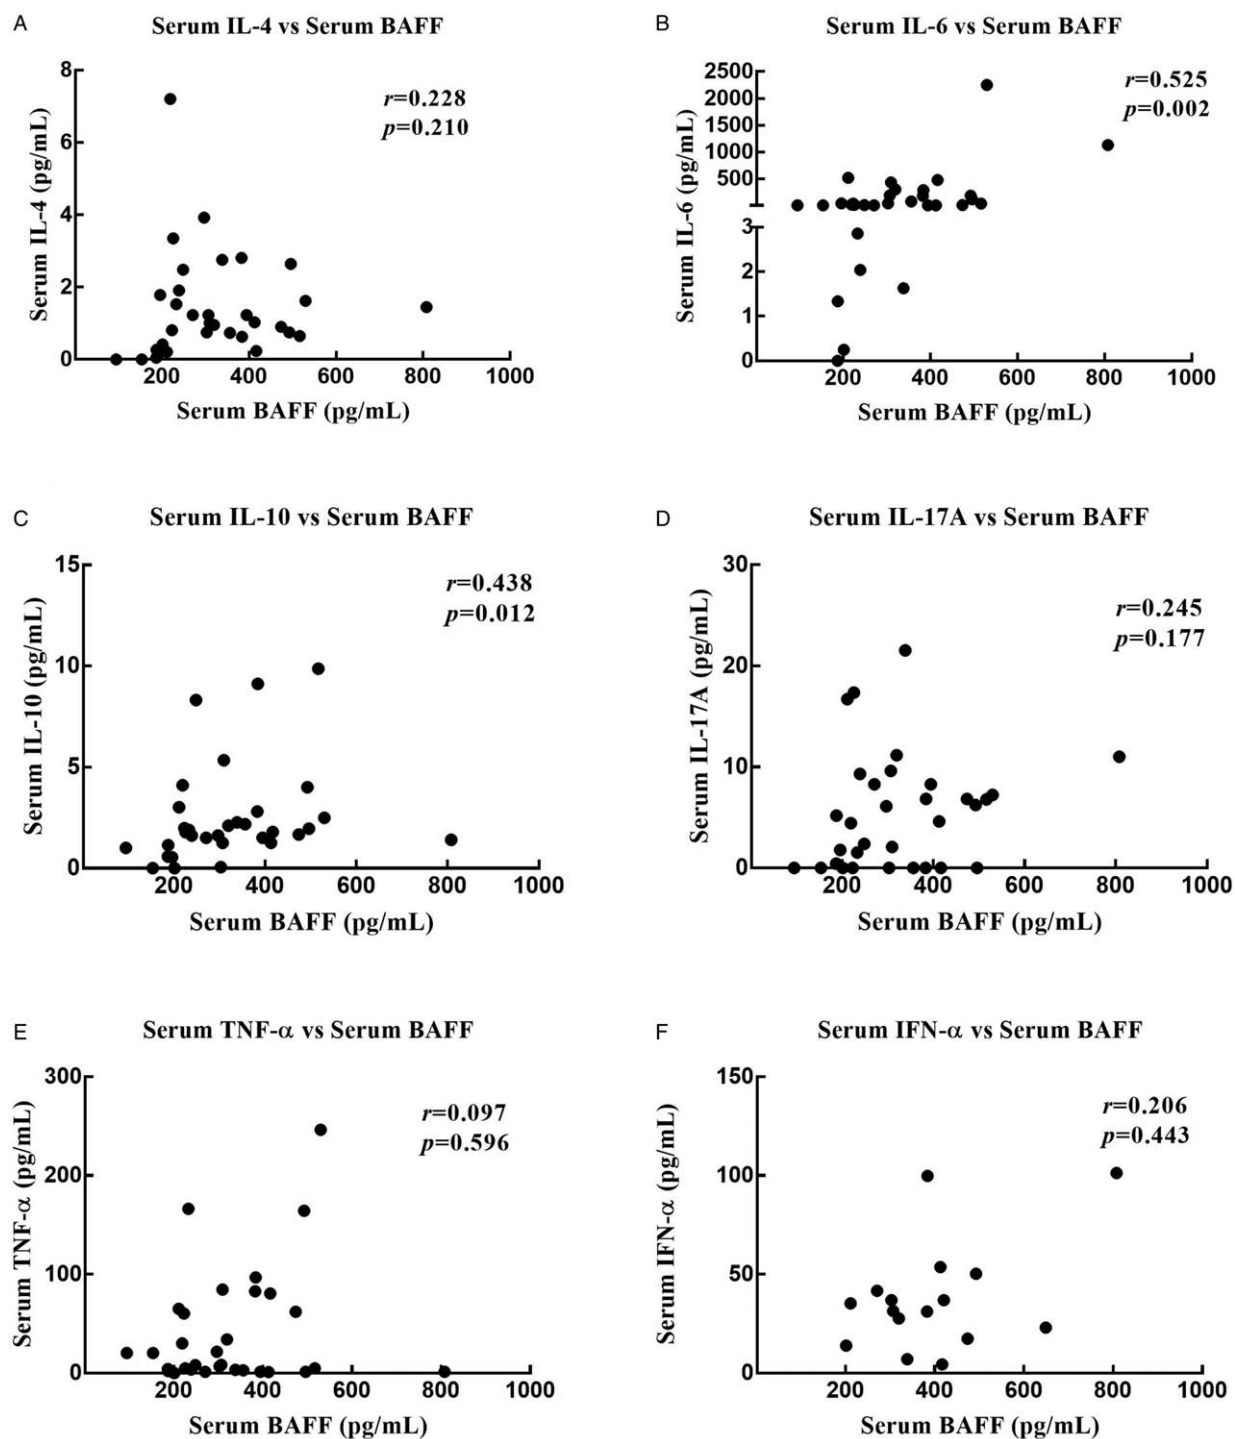 A
Serum IL-4 vs Serum BAFF
8
6
4
2
0
Serum IL-4 (pg/mL)
r=0.228
p=0.210
200 400 600 800 1000
Serum BAFF (pg/mL)
B
Serum IL-6 vs Serum BAFF
2500
2000
1500
1000
500
3
2
1
0
Serum IL-6 (pg/mL)
r=0.525
p=0.002
200 400 600 800 1000
Serum BAFF (pg/mL)
C
Serum IL-10 vs Serum BAFF
15
10
5
0
Serum IL-10 (pg/mL)
r=0.438
p=0.012
200 400 600 800 1000
Serum BAFF (pg/mL)
D
Serum IL-17A vs Serum BAFF
30
20
10
0
Serum IL-17A (pg/mL)
r=0.245
p=0.177
200 400 600 800 1000
Serum BAFF (pg/mL)
E
Serum TNF-α vs Serum BAFF
300
200
100
0
Serum TNF-α (pg/mL)
r=0.097
p=0.596
200 400 600 800 1000
Serum BAFF (pg/mL)
F
Serum IFN-α vs Serum BAFF
150
100
50
0
Serum IFN-α (pg/mL)
r=0.206
p=0.443
200 400 600 800 1000
Serum BAFF (pg/mL)